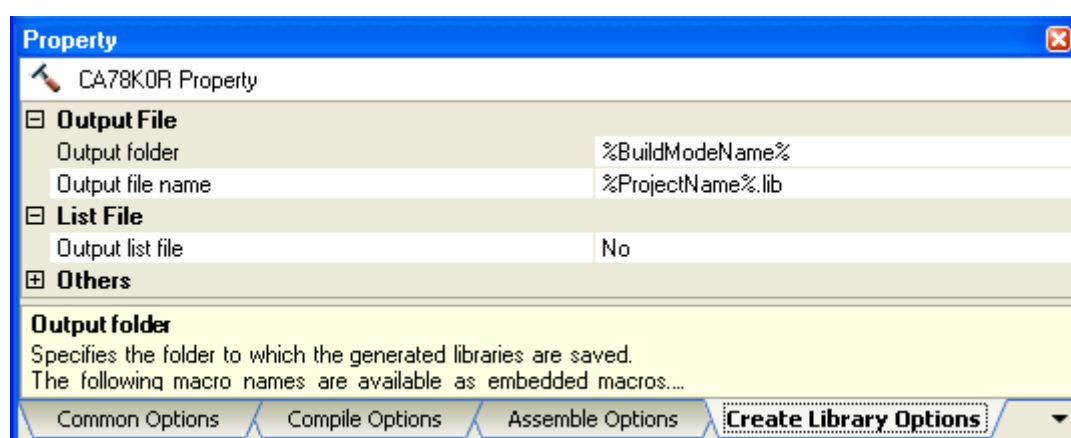 Property
CA78K0R Property
Output File
Output folder %BuildModeName%
Output file name %ProjectName%.lib
List File
Output list file No
Others
Output folder
Specifies the folder to which the generated libraries are saved.
The following macro names are available as embedded macros....
Common Options Compile Options Assemble Options Create Library Options